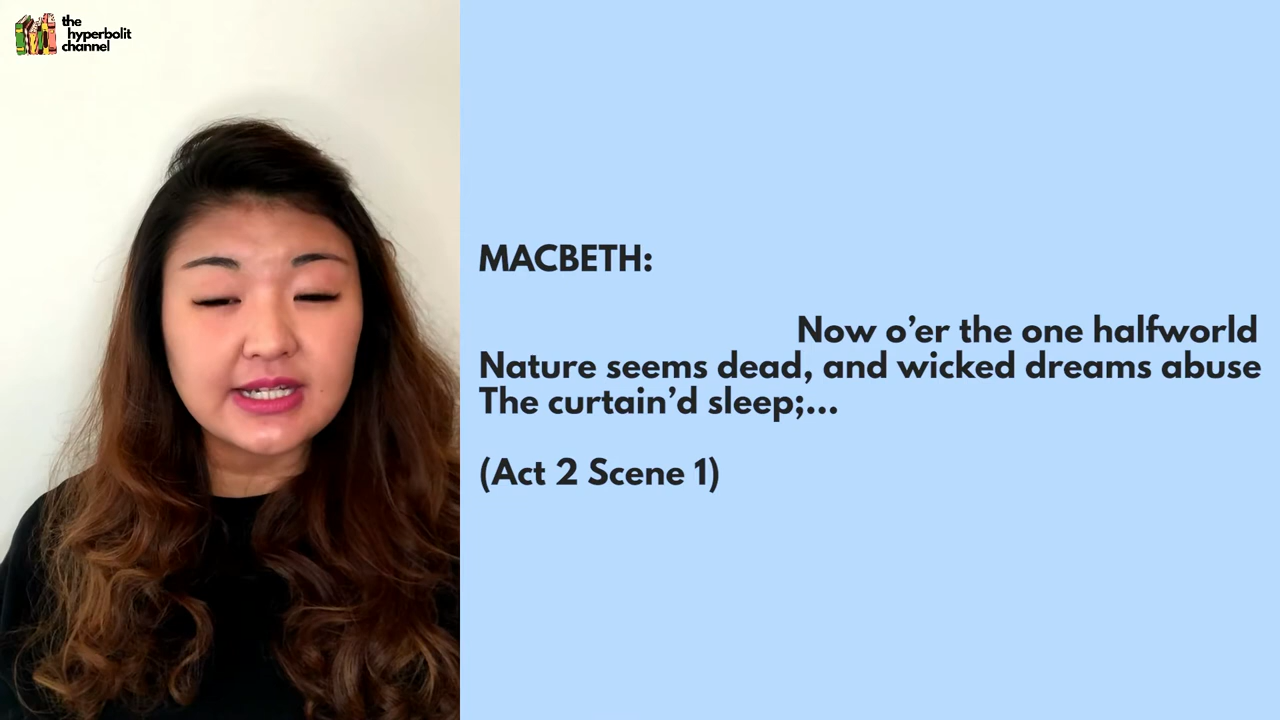 the
hyperbolit
channel
MACBETH:
Now o’er the one halfworld
Nature seems dead, and wicked dreams abuse
The curtain’d sleep;...
(Act 2 Scene 1)